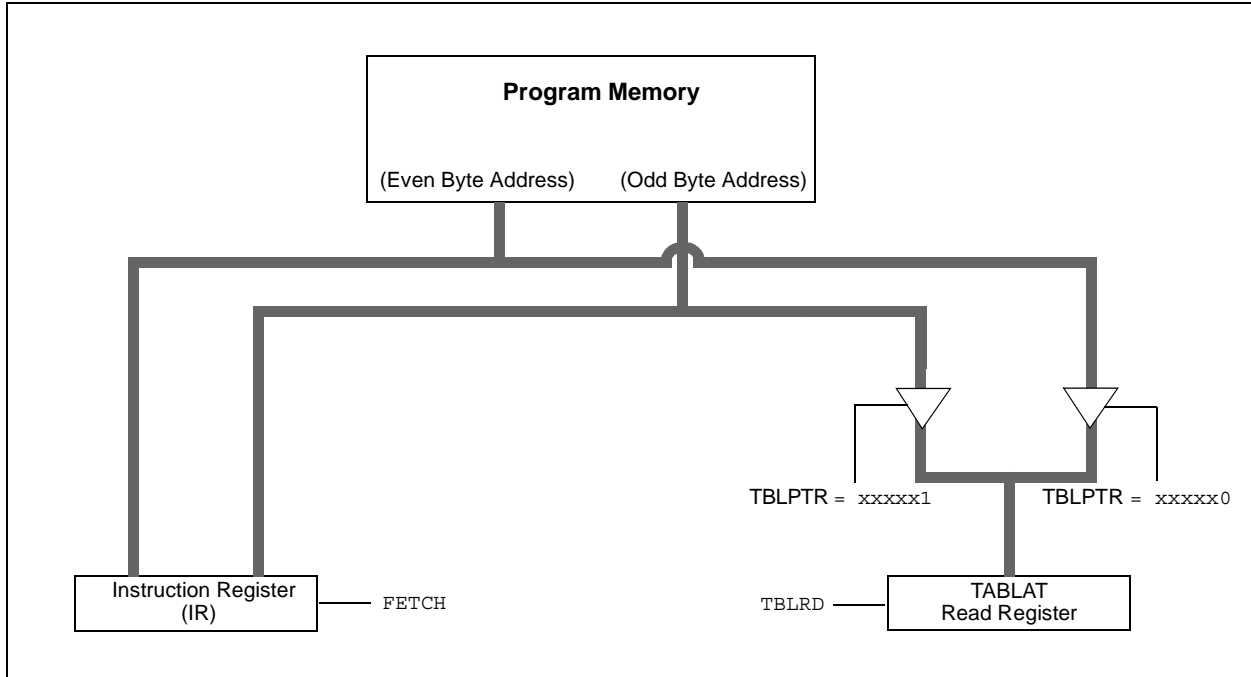 Program Memory
(Even Byte Address) (Odd Byte Address)
TBLPTR = xxxxx1
TBLPTR = xxxxx0
Instruction Register
(IR)
FETCH
TBLRD
TABLAT
Read Register